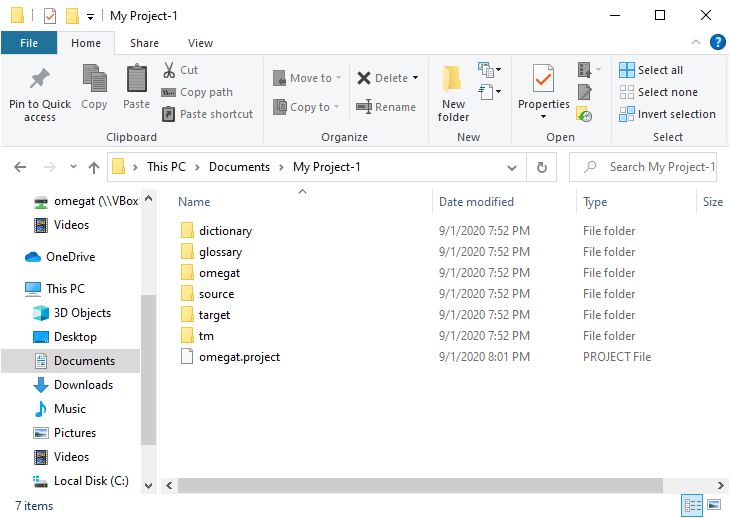 My Project-1
File Home Share View
Pin to Quick access
Copy
Paste
Cut
Copy path
Paste shortcut
Clipboard
Move to
Copy to
Delete
Rename
Organize
New folder
New
Properties
Open
Select all
Select none
Invert selection
Select
This PC Documents My Project-1
Search My Project-1
omegat (\\VBox
Videos
OneDrive
This PC
3D Objects
Desktop
Documents
Downloads
Music
Pictures
Videos
Local Disk (C:)
Name Date modified Type Size
dictionary 9/1/2020 7:52 PM File folder
glossary 9/1/2020 7:52 PM File folder
omegat 9/1/2020 7:52 PM File folder
source 9/1/2020 7:52 PM File folder
target 9/1/2020 7:52 PM File folder
tm 9/1/2020 7:52 PM File folder
omegat.project 9/1/2020 8:01 PM PROJECT File
7 items